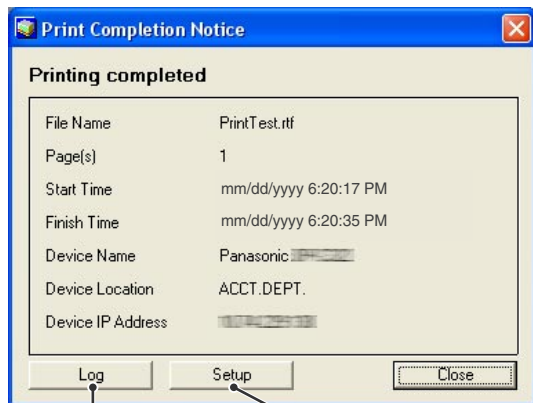 Print Completion Notice
Printing completed
File Name PrintTest.rtf
Page(s) 1
Start Time mm/dd/yyyy 6:20:17 PM
Finish Time mm/dd/yyyy 6:20:35 PM
Device Name Panasonic
Device Location ACCT.DEPT.
Device IP Address
Log Setup Close